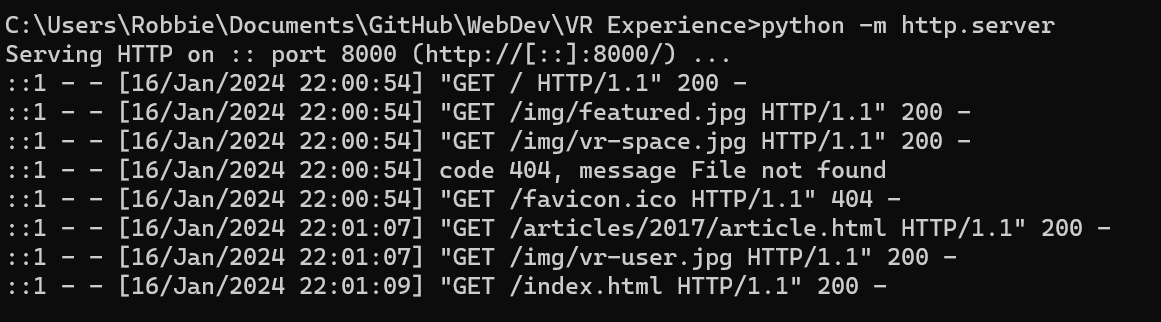 C:\Users\Robbie\Documents\GitHub\WebDev\VR Experience>python -m http.server
Serving HTTP on :: port 8000 (http://[::]:8000/) ...
::1 - - [16/Jan/2024 22:00:54] "GET / HTTP/1.1" 200 -
::1 - - [16/Jan/2024 22:00:54] "GET /img/featured.jpg HTTP/1.1" 200 -
::1 - - [16/Jan/2024 22:00:54] "GET /img/vr-space.jpg HTTP/1.1" 200 -
::1 - - [16/Jan/2024 22:00:54] code 404, message File not found
::1 - - [16/Jan/2024 22:00:54] "GET /favicon.ico HTTP/1.1" 404 -
::1 - - [16/Jan/2024 22:01:07] "GET /articles/2017/article.html HTTP/1.1" 200 -
::1 - - [16/Jan/2024 22:01:07] "GET /img/vr-user.jpg HTTP/1.1" 200 -
::1 - - [16/Jan/2024 22:01:09] "GET /index.html HTTP/1.1" 200 -